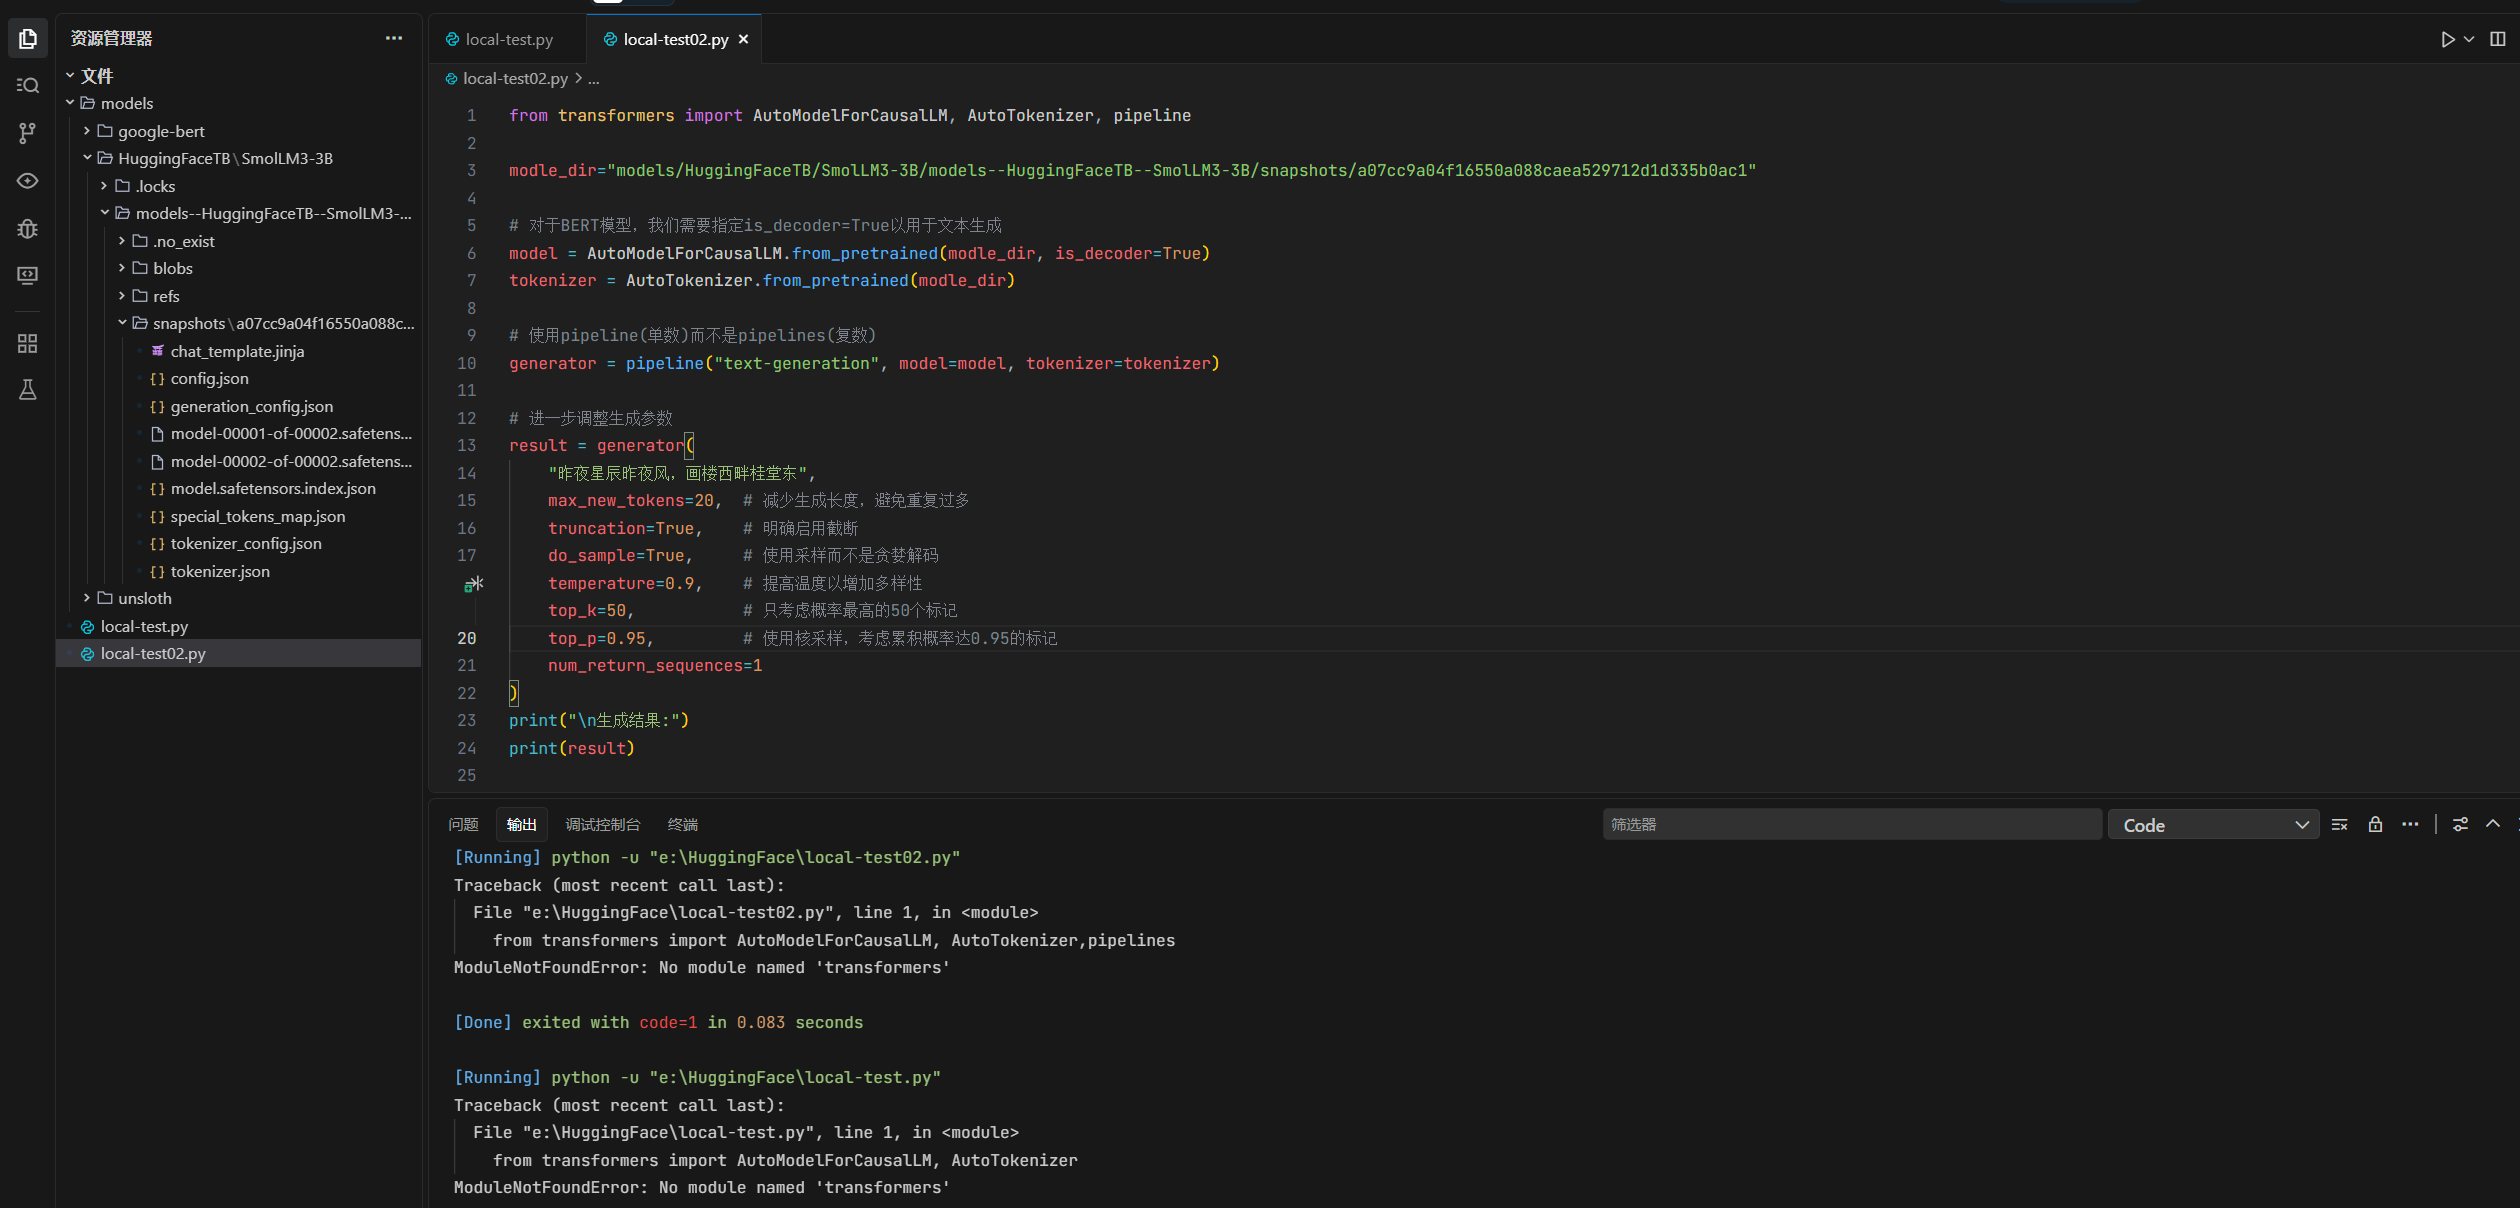 资源管理器
文件
models
google-bert
HuggingFaceTB\SmolLM3-3B
.locks
models--HuggingFaceTB--SmolLM3-...
.no_exist
blobs
refs
snapshots\a07cc9a04f16550a088c...
chat_template.jinja
config.json
generation_config.json
model-00001-of-00002.safetens...
model-00002-of-00002.safetens...
model.safetensors.index.json
special_tokens_map.json
tokenizer_config.json
tokenizer.json
unsloth
local-test.py
local-test02.py
local-test.py
local-test02.py
local-test02.py > ...
1 from transformers import AutoModelForCausalLM, AutoTokenizer, pipeline
2
3 modle_dir="models/HuggingFaceTB/SmolLM3-3B/models--HuggingFaceTB--SmolLM3-3B/snapshots/a07cc9a04f16550a088caea529712d1d335b0ac1"
4
5 # 对于BERT模型，我们需要指定is_decoder=True以用于文本生成
6 model = AutoModelForCausalLM.from_pretrained(modle_dir, is_decoder=True)
7 tokenizer = AutoTokenizer.from_pretrained(modle_dir)
8
9 # 使用pipeline(单数)而不是pipelines(复数)
10 generator = pipeline("text-generation", model=model, tokenizer=tokenizer)
11
12 # 进一步调整生成参数
13 result = generator(
14 "昨夜星辰昨夜风，画楼西畔桂堂东",
15 max_new_tokens=20, # 减少生成长度，避免重复过多
16 truncation=True, # 明确启用截断
17 do_sample=True, # 使用采样而不是贪婪解码
temperature=0.9, # 提高温度以增加多样性
top_k=50, # 只考虑概率最高的50个标记
20 top_p=0.95, # 使用核采样，考虑累积概率达0.95的标记
21 num_return_sequences=1
22 )
23 print("\n生成结果:")
24 print(result)
25
问题 输出 调试控制台 终端 筛选器 Code
[Running] python -u "e:\HuggingFace\local-test02.py"
Traceback (most recent call last):
File "e:\HuggingFace\local-test02.py", line 1, in <module>
from transformers import AutoModelForCausalLM, AutoTokenizer,pipelines
ModuleNotFoundError: No module named 'transformers'
[Done] exited with code=1 in 0.083 seconds
[Running] python -u "e:\HuggingFace\local-test.py"
Traceback (most recent call last):
File "e:\HuggingFace\local-test.py", line 1, in <module>
from transformers import AutoModelForCausalLM, AutoTokenizer
ModuleNotFoundError: No module named 'transformers'